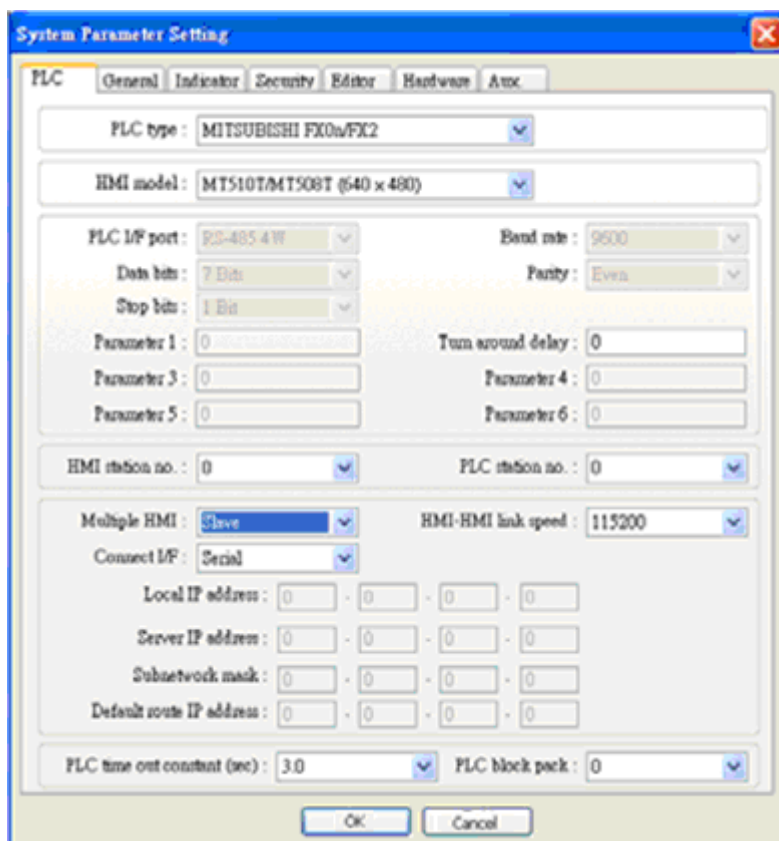 System Parameter Setting
PLC General Indicator Security Editor Hardware Aux.
PLC type : MITSUBISHI FX0n/FX2
HMI model : MT510T/MT508T (640 x 480)
PLC I/F port : RS-485 4W Baud rate : 9600
Data bits : 7 Bits Parity : Even
Stop bits : 1 Bit
Parameter 1 : 0 Turn around delay : 0
Parameter 3 : 0 Parameter 4 : 0
Parameter 5 : 0 Parameter 6 : 0
HMI station no. : 0 PLC station no. : 0
Multiple HMI : Slave HMI-HMI link speed : 115200
Connect I/F : Serial
Local IP address : 0 . 0 . 0 . 0
Server IP address : 0 . 0 . 0 . 0
Subnetwork mask : 0 . 0 . 0 . 0
Default route IP address : 0 . 0 . 0 . 0
PLC time out constant (sec) : 3.0 PLC block pack : 0
OK Cancel